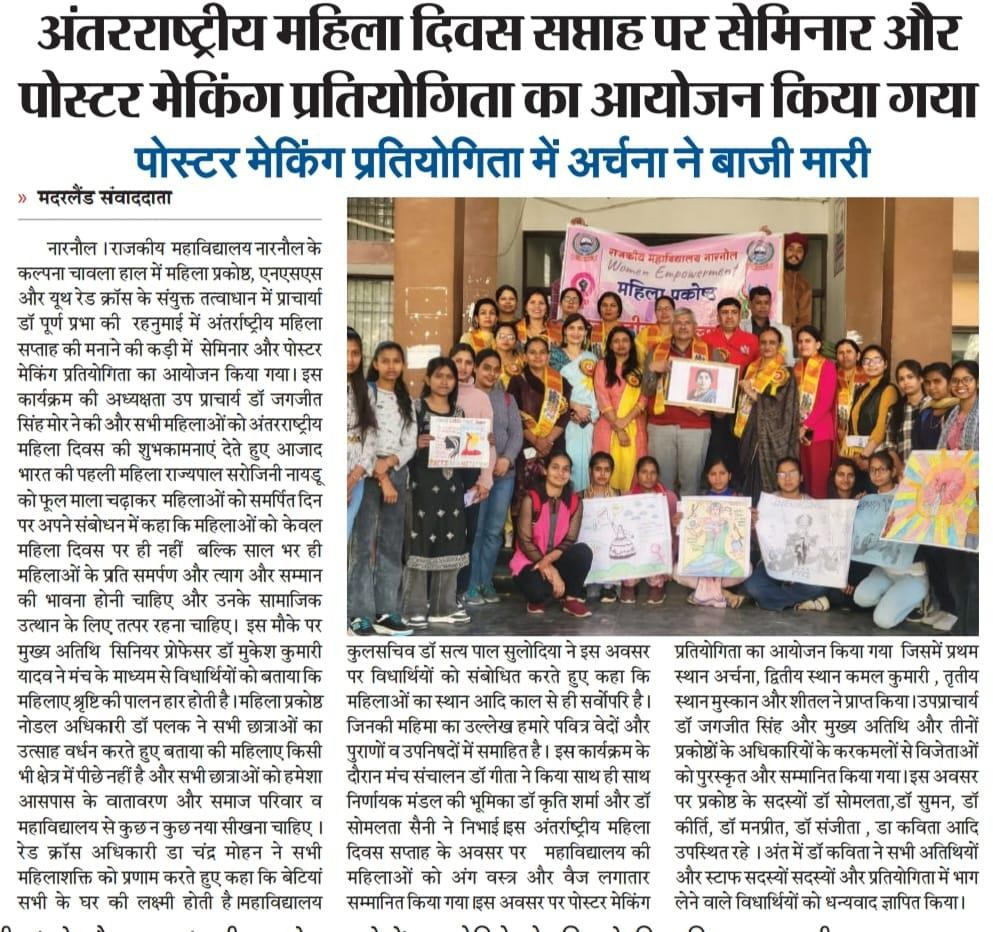 अंतरराष्ट्रीय महिला दिवस सप्ताह पर सेमिनार और
पोस्टर मेकिंग प्रतियोगिता का आयोजन किया गया
पोस्टर मेकिंग प्रतियोगिता में अर्चना ने बाजी मारी
» मदरलैंड संवाददाता
नारनौल । राजकीय महाविद्यालय नारनौल के
कल्पना चावला हाल में महिला प्रकोष्ठ, एनएसएस
और यूथ रेड क्रॉस के संयुक्त तत्वाधान में प्राचार्या
डॉ पूर्ण प्रभा की रहनुमाई में अंतर्राष्ट्रीय महिला
सप्ताह की मनाने की कड़ी में सेमिनार और पोस्टर
मेकिंग प्रतियोगिता का आयोजन किया गया। इस
कार्यक्रम की अध्यक्षता उप प्राचार्य डॉ जगजीत
सिंह मोर ने की और सभी महिलाओं को अंतरराष्ट्रीय
महिला दिवस की शुभकामनाएं देते हुए आजाद
भारत की पहली महिला राज्यपाल सरोजिनी नायडू
को फूल माला चढ़ाकर महिलाओं को समर्पित दिन
पर अपने संबोधन में कहा कि महिलाओं को केवल
महिला दिवस पर ही नहीं बल्कि साल भर ही
महिलाओं के प्रति समर्पण और त्याग और सम्मान
की भावना होनी चाहिए और उनके सामाजिक
उत्थान के लिए तत्पर रहना चाहिए। इस मौके पर
मुख्य अतिथि सिनियर प्रोफेसर डॉ मुकेश कुमारी
यादव ने मंच के माध्यम से विधार्थियों को बताया कि
महिलाए श्रृष्टि की पालन हार होती है । महिला प्रकोष्ठ
नोडल अधिकारी डॉ पलक ने सभी छात्राओं का
उत्साह वर्धन करते हुए बताया की महिलाए किसी
भी क्षेत्र में पीछे नहीं है और सभी छात्राओं को हमेशा
आसपास के वातावरण और समाज परिवार व
महाविद्यालय से कुछ न कुछ नया सीखना चाहिए ।
रेड क्रॉस अधिकारी डा चंद्र मोहन ने सभी
महिलाशक्ति को प्रणाम करते हुए कहा कि बेटियां
सभी के घर की लक्ष्मी होती है ।महाविद्यालय
राजकीय महाविद्यालय नारनौल
Women Empowerment
महिला प्रकोष्ठ
कुलसचिव डॉ सत्य पाल सुलोदिया ने इस अवसर
पर विधार्थियों को संबोधित करते हुए कहा कि
महिलाओं का स्थान आदि काल से ही सर्वोपरि है।
जिनकी महिमा का उल्लेख हमारे पवित्र वेदों और
पुराणों व उपनिषदों में समाहित है। इस कार्यक्रम के
दौरान मंच संचालन डॉ गीता ने किया साथ ही साथ
निर्णायक मंडल की भूमिका डॉ कृति शर्मा और डॉ
सोमलता सैनी ने निभाई।इस अंतर्राष्ट्रीय महिला
दिवस सप्ताह के अवसर पर महाविद्यालय की
महिलाओं को अंग वस्त्र और वैज लगातार
सम्मानित किया गया।इस अवसर पर पोस्टर मेकिंग
प्रतियोगिता का आयोजन किया गया जिसमें प्रथम
स्थान अर्चना, द्वितीय स्थान कमल कुमारी , तृतीय
स्थान मुस्कान और शीतल ने प्राप्त किया।उपप्राचार्य
डॉ जगजीत सिंह और मुख्य अतिथि और तीनों
प्रकोष्ठों के अधिकारियों के करकमलों से विजेताओं
को पुरस्कृत और सम्मानित किया गया।इस अवसर
पर प्रकोष्ठ के सदस्यों डॉ सोमलता,डॉ सुमन, डॉ
कीर्ति, डॉ मनप्रीत, डॉ संजीता , डा कविता आदि
उपस्थित रहे । अंत में डॉ कविता ने सभी अतिथियों
और स्टाफ सदस्यों सदस्यों और प्रतियोगिता में भाग
लेने वाले विधार्थियों को धन्यवाद ज्ञापित किया।